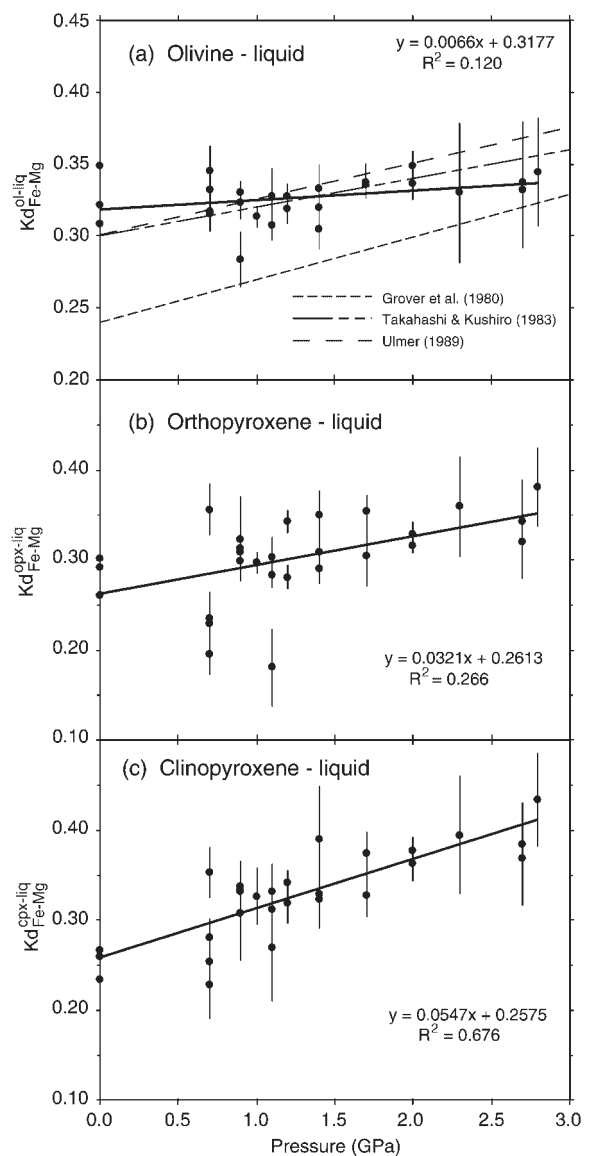 0.45
(a) Olivine - liquid
y = 0.0066x + 0.3177
R² = 0.120
0.40
0.35
0.30
0.25
0.20
Kd ol-liq Fe-Mg
Grover et al. (1980)
Takahashi & Kushiro (1983)
Ulmer (1989)
(b) Orthopyroxene - liquid
0.40
0.30
0.20
0.10
Kd opx-liq Fe-Mg
y = 0.0321x + 0.2613
R² = 0.266
(c) Clinopyroxene - liquid
0.40
0.30
0.20
0.10
Kd cpx-liq Fe-Mg
y = 0.0547x + 0.2575
R² = 0.676
0.0 0.5 1.0 1.5 2.0 2.5 3.0
Pressure (GPa)